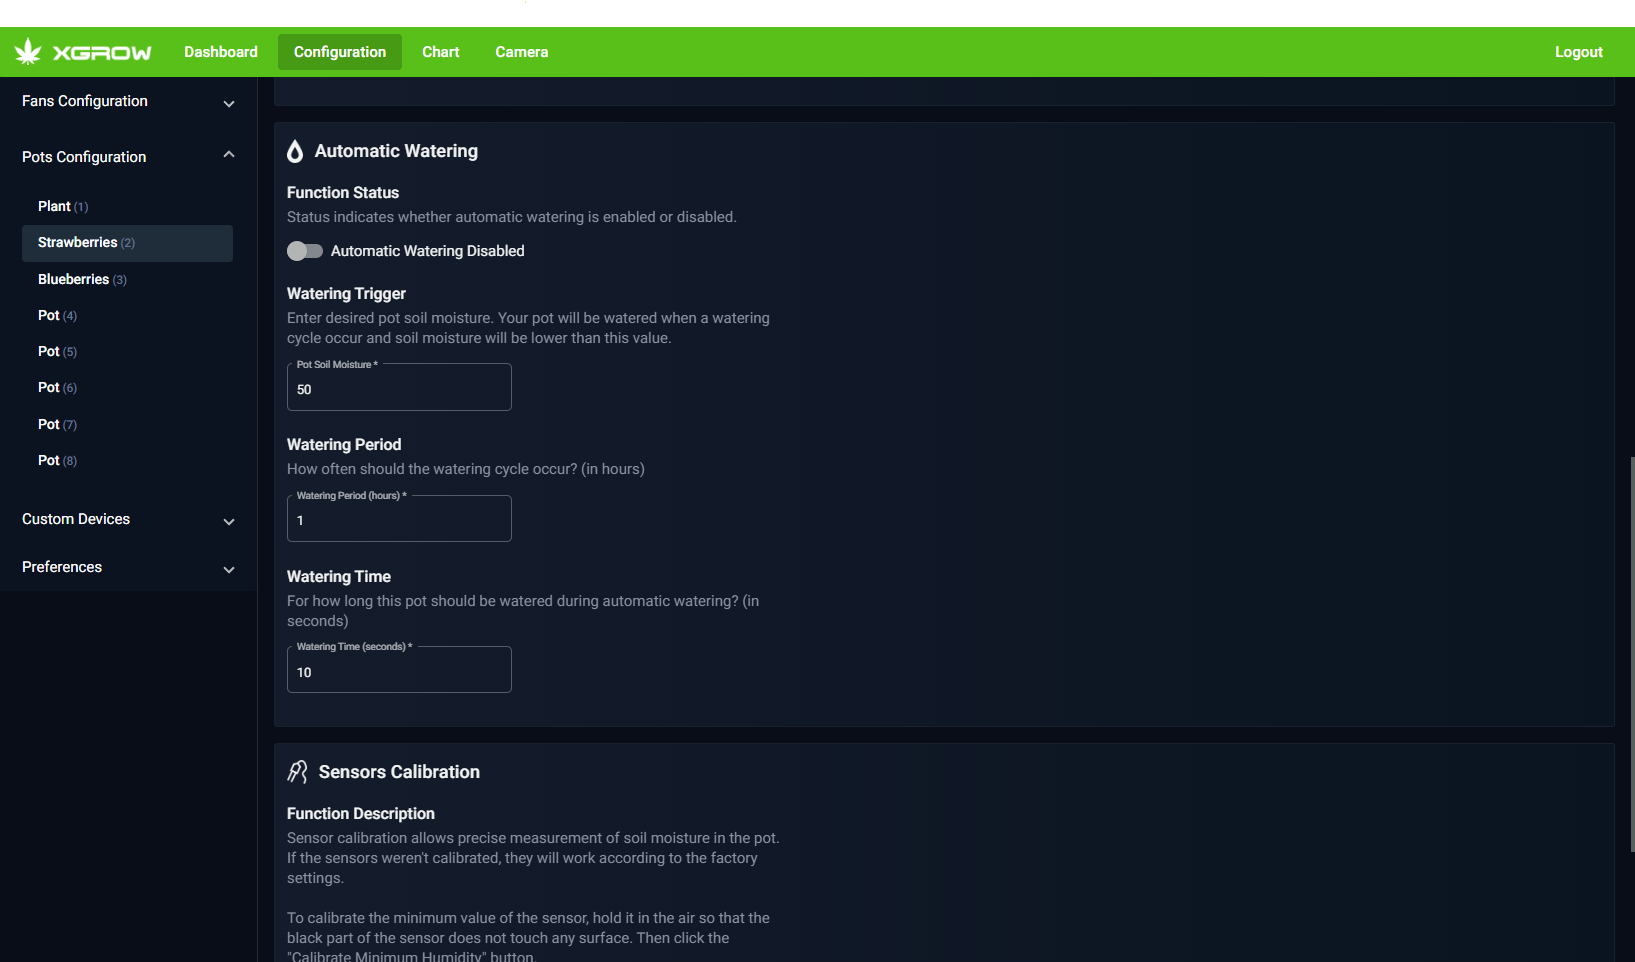 XGROW
Dashboard
Configuration
Chart
Camera
Logout
Fans Configuration
Pots Configuration
Plant (1)
Strawberries (2)
Blueberries (3)
Pot (4)
Pot (5)
Pot (6)
Pot (7)
Pot (8)
Custom Devices
Preferences
Automatic Watering
Function Status
Status indicates whether automatic watering is enabled or disabled.
Automatic Watering Disabled
Watering Trigger
Enter desired pot soil moisture. Your pot will be watered when a watering
cycle occur and soil moisture will be lower than this value.
Pot Soil Moisture *
50
Watering Period
How often should the watering cycle occur? (in hours)
Watering Period (hours) *
1
Watering Time
For how long this pot should be watered during automatic watering? (in
seconds)
Watering Time (seconds) *
10
Sensors Calibration
Function Description
Sensor calibration allows precise measurement of soil moisture in the pot.
If the sensors weren't calibrated, they will work according to the factory
settings.
To calibrate the minimum value of the sensor, hold it in the air so that the
black part of the sensor does not touch any surface. Then click the
"Calibrate Minimum Humidity" button.